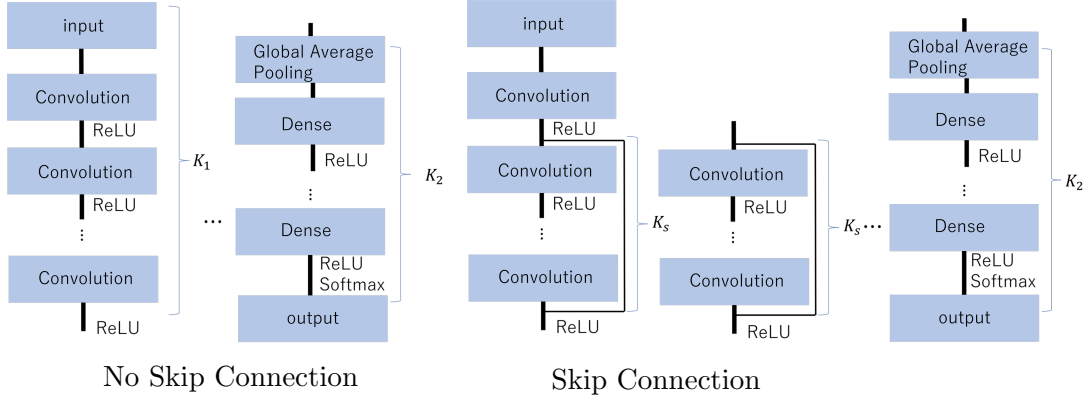 input
Convolution
ReLU
Convolution
ReLU
⋮
Convolution
ReLU
K₁
...
Global Average
Pooling
Dense
ReLU
⋮
Dense
ReLU
Softmax
output
K₂
No Skip Connection
input
Convolution
ReLU
Convolution
ReLU
⋮
Convolution
ReLU
Kₛ
Convolution
ReLU
⋮
Convolution
ReLU
Kₛ ...
Global Average
Pooling
Dense
ReLU
⋮
Dense
ReLU
Softmax
output
K₂
Skip Connection